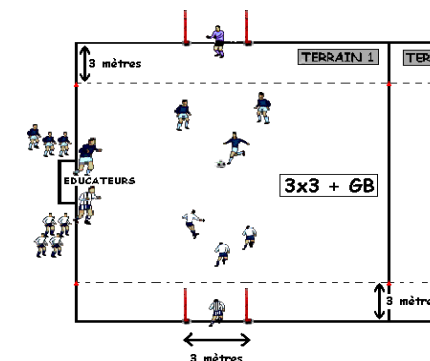 TERRAIN 1
TER
3 mètres
EDUCATEURS
3x3 + GB
3 mètre
3 mètres